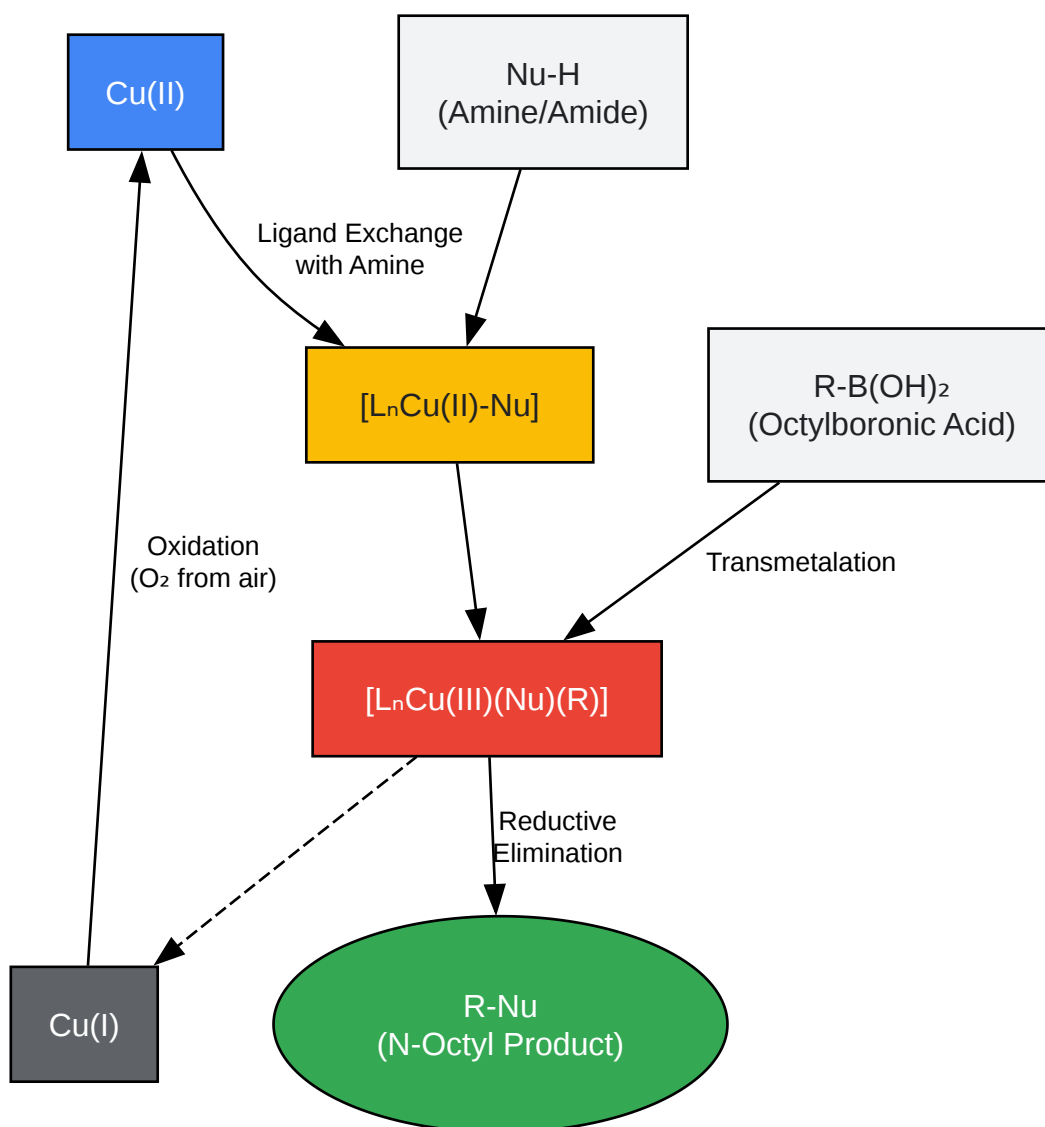 Cu(II)
Nu-H
(Amine/Amide)
Ligand Exchange
with Amine
[LₙCu(II)-Nu]
R-B(OH)₂
(Octylboronic Acid)
Oxidation
(O₂ from air)
Transmetalation
[LₙCu(III)(Nu)(R)]
Reductive
Elimination
Cu(I)
R-Nu
(N-Octyl Product)